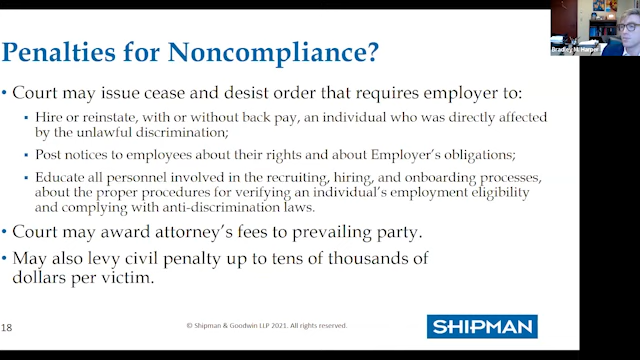 Penalties for Noncompliance?
• Court may issue cease and desist order that requires employer to:
▪ Hire or reinstate, with or without back pay, an individual who was directly affected
by the unlawful discrimination;
▪ Post notices to employees about their rights and about Employer's obligations;
▪ Educate all personnel involved in the recruiting, hiring, and onboarding processes,
about the proper procedures for verifying an individual's employment eligibility
and complying with anti-discrimination laws.
• Court may award attorney's fees to prevailing party.
• May also levy civil penalty up to tens of thousands of
dollars per victim.
18
© Shipman & Goodwin LLP 2021. All rights reserved.
SHIPMAN
Bradley M. Harper